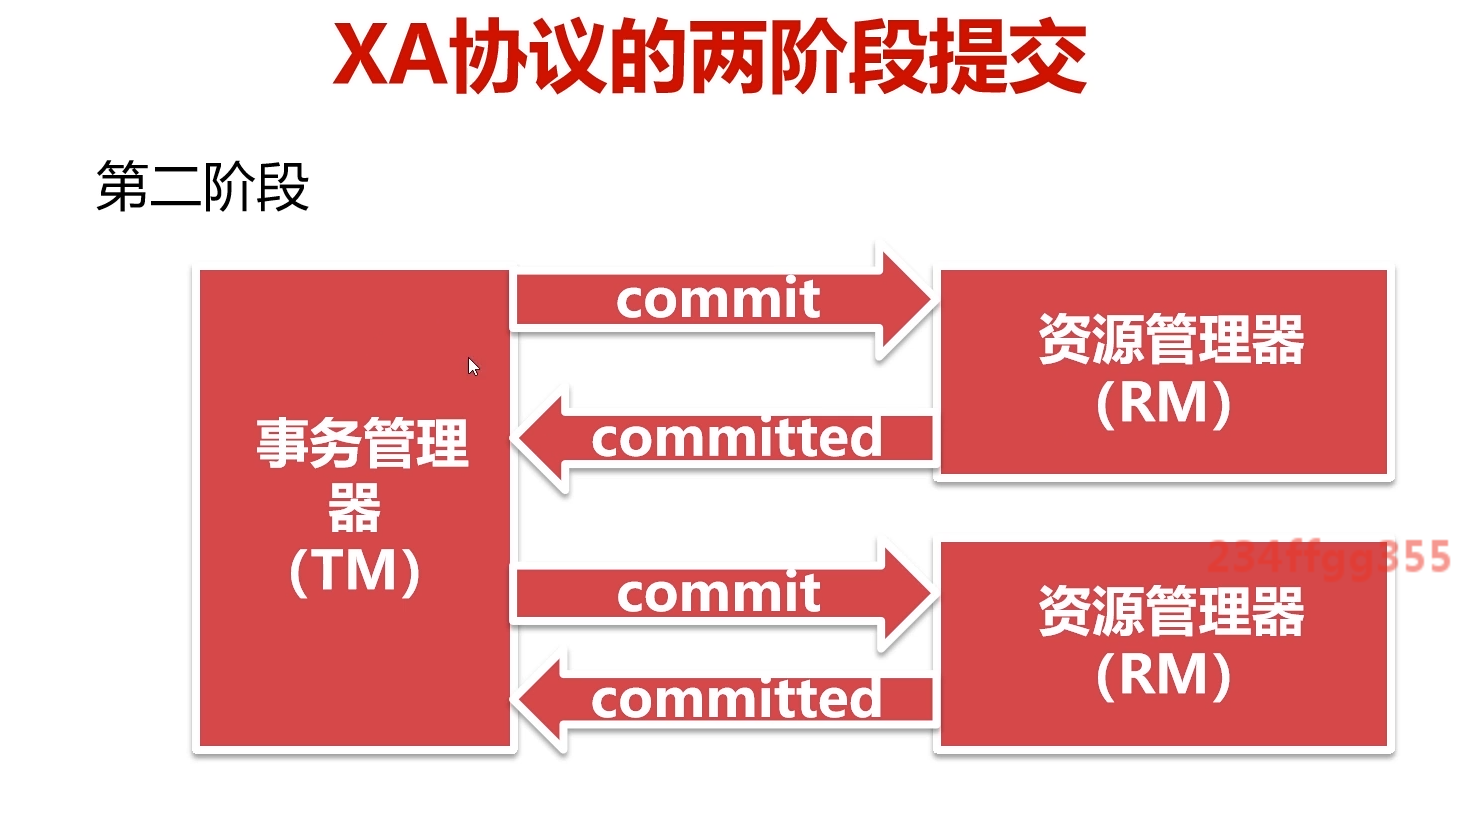 XA协议的两阶段提交
第二阶段
commit
资源管理器
（RM）
committed
事务管理
器
（TM）
commit
234ffgg355
资源管理器
（RM）
committed